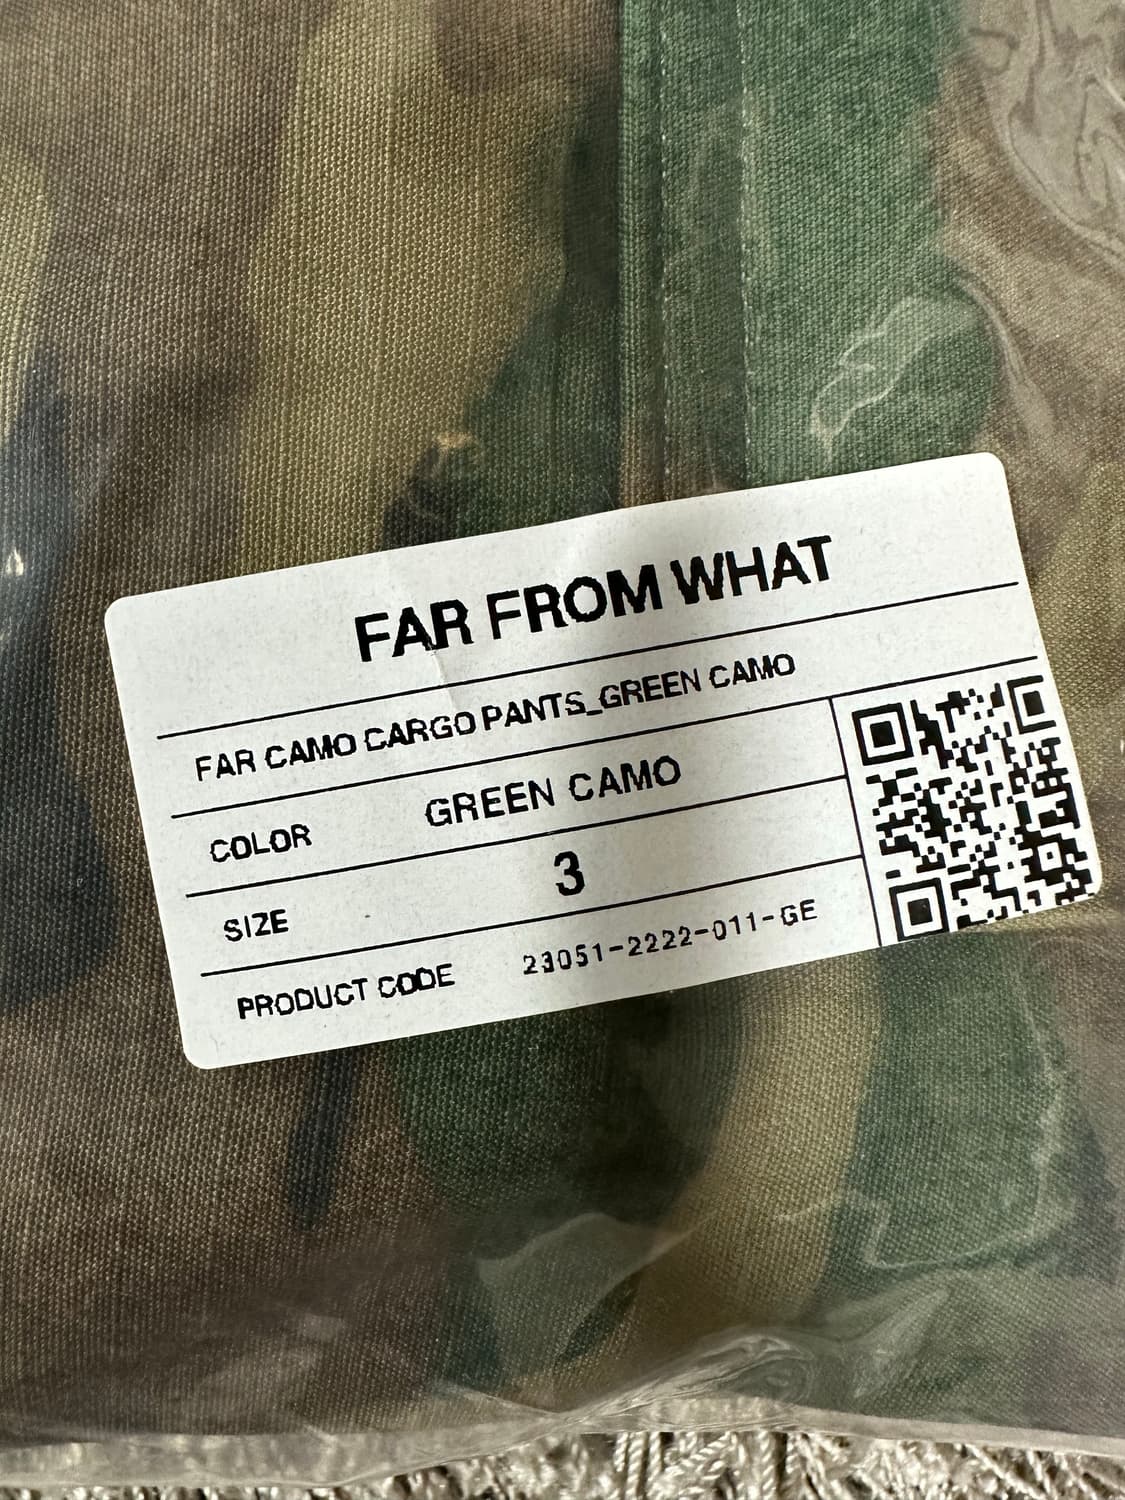 FAR FROM WHAT
FAR CAMO CARGO PANTS_GREEN CAMO
COLOR GREEN CAMO
SIZE 3
PRODUCT CODE 23051-2222-011-GE